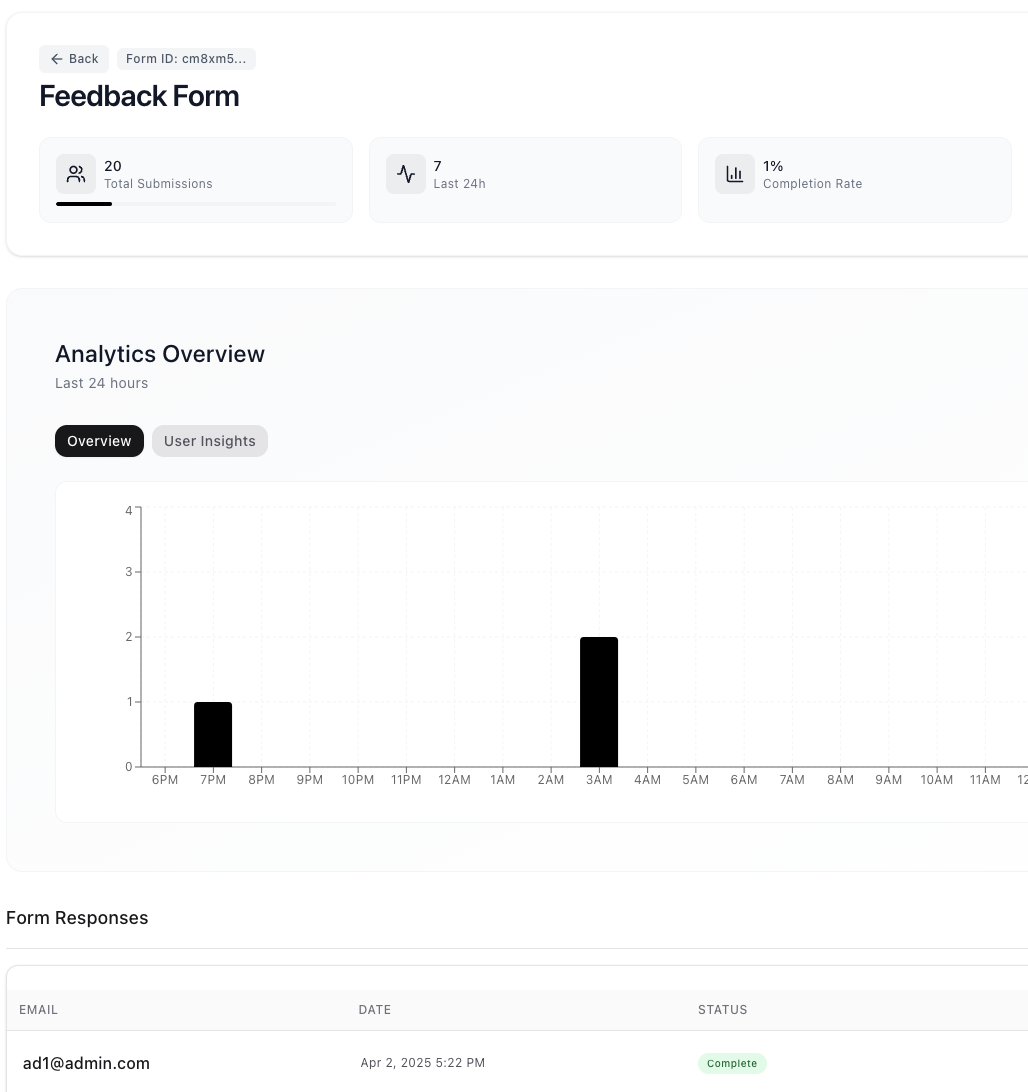 Back Form ID: cm8xm5...
Feedback Form
20
Total Submissions
7
Last 24h
1%
Completion Rate
Analytics Overview
Last 24 hours
Overview User Insights
4
3
2
1
0
6PM 7PM 8PM 9PM 10PM 11PM 12AM 1AM 2AM 3AM 4AM 5AM 6AM 7AM 8AM 9AM 10AM 11AM 12
Form Responses
EMAIL DATE STATUS
ad1@admin.com Apr 2, 2025 5:22 PM Complete